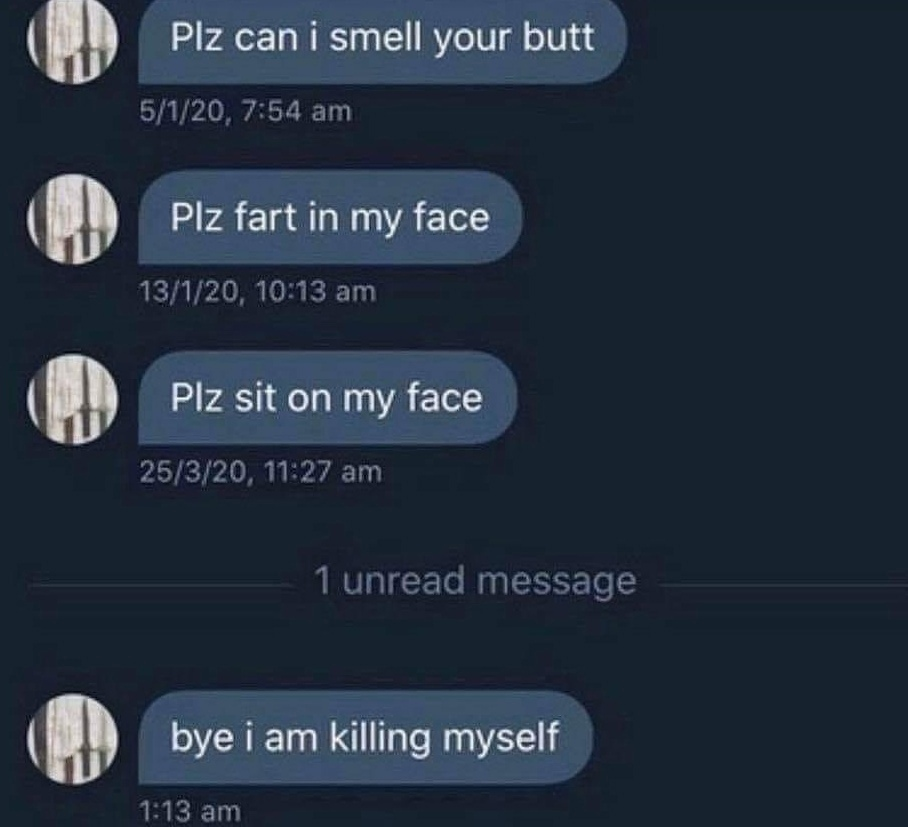 Plz can i smell your butt
5/1/20, 7:54 am
Plz fart in my face
13/1/20, 10:13 am
Plz sit on my face
25/3/20, 11:27 am
1 unread message
bye i am killing myself
1:13 am